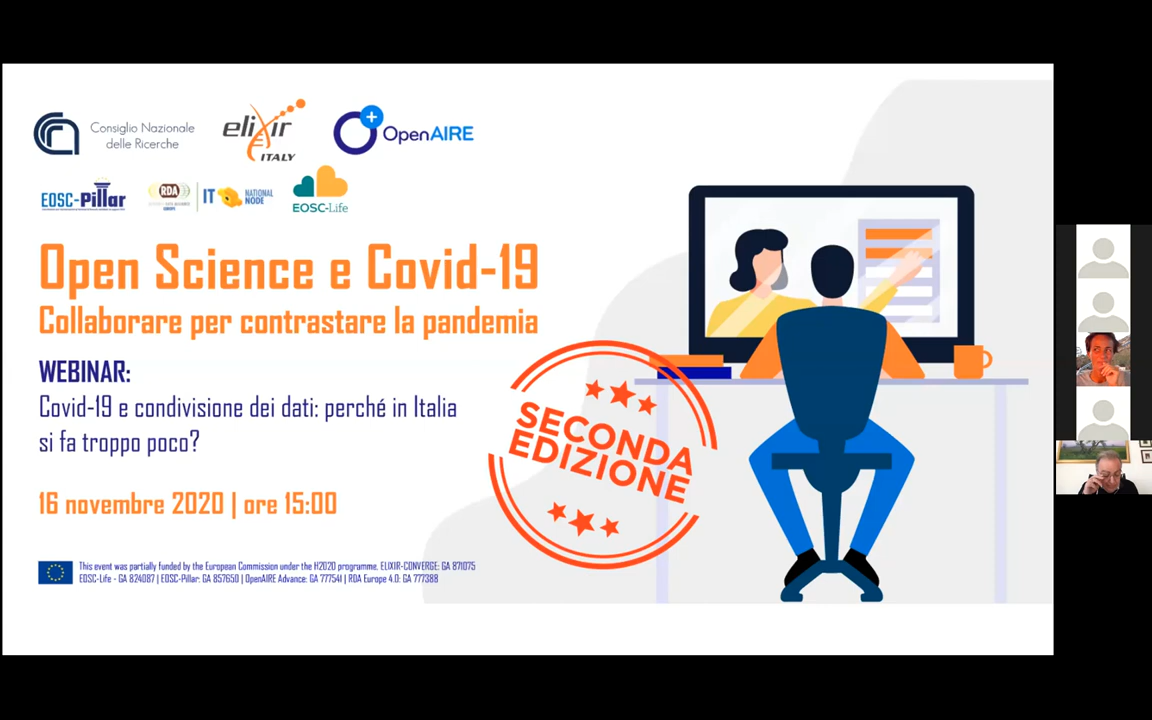 Consiglio Nazionale
delle Ricerche
elixir
ITALY
OpenAIRE
EOSC-Pillar
RDA
EUROPE
IT
NATIONAL
NODE
EOSC-Life
Open Science e Covid-19
Collaborare per contrastare la pandemia
WEBINAR:
Covid-19 e condivisione dei dati: perché in Italia
si fa troppo poco?
SECONDA
EDIZIONE
16 novembre 2020 | ore 15:00
This event was partially funded by the European Commission under the H2020 programme. ELIXIR-CONVERGE: GA 871075
EOSC-Life - GA 824087 | EOSC-Pillar: GA 857650 | OpenAIRE Advance: GA 777541 | RDA Europe 4.0: GA 777388